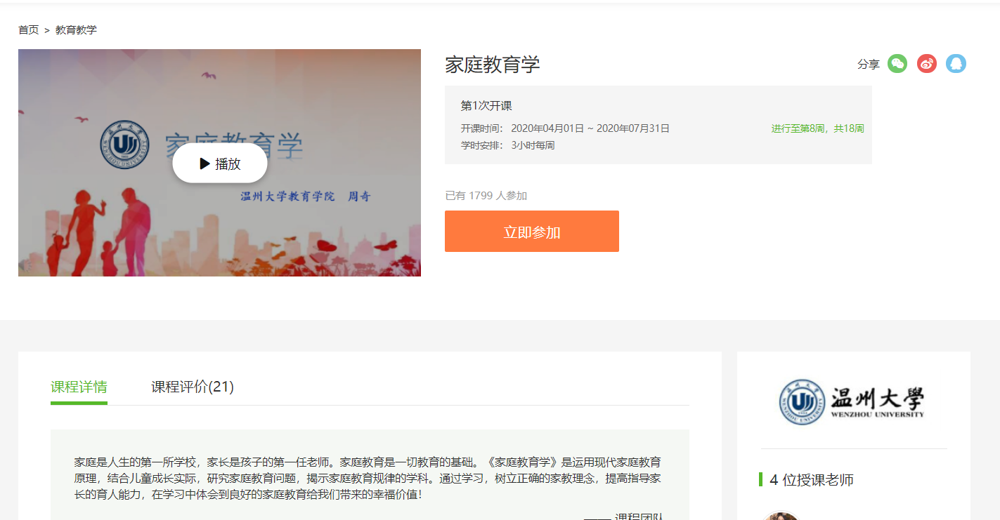 首页 > 教育教学
家庭教育学
温州大学教育学院 周奇
播放
家庭教育学
分享
第1次开课
开课时间： 2020年04月01日 ~ 2020年07月31日
进行至第8周，共18周
学时安排： 3小时每周
已有 1799 人参加
立即参加
课程详情
课程评价(21)
家庭是人生的第一所学校，家长是孩子的第一任老师。家庭教育是一切教育的基础。《家庭教育学》是运用现代家庭教育
原理，结合儿童成长实际，研究家庭教育问题，揭示家庭教育规律的学科。通过学习，树立正确的家教理念，提高指导家
长的育人能力，在学习中体会到良好的家庭教育给我们带来的幸福价值！
—— 课程团队
温州大學
WENZHOU UNIVERSITY
4 位授课老师